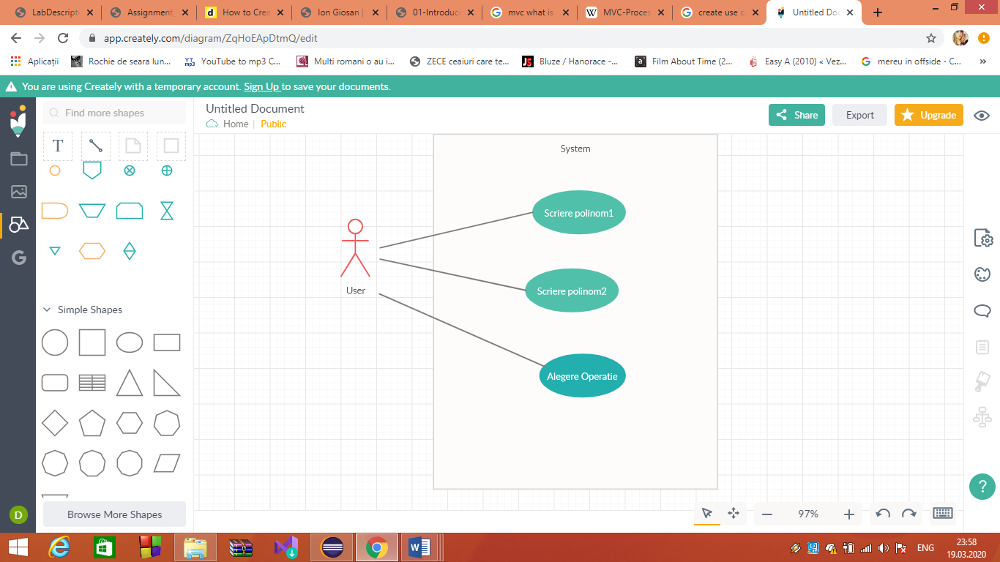 LabDescripti
Assignment_
How to Crea
Ion Giosan |
01-Introduce
mvc what is
MVC-Proces
create use c
Untitled Doc
app.creately.com/diagram/ZqHoEApDtmQ/edit
Aplicații
Rochie de seara lun...
YouTube to mp3 C...
Multi romani o au i...
ZECE ceaiuri care te...
Bluze / Hanorace -...
Film About Time (2...
Easy A (2010) « Vez...
mereu in offside - C...
»
You are using Creately with a temporary account. Sign Up to save your documents.
Find more shapes
Untitled Document
Home | Public
Share
Export
Upgrade
T
System
Scriere polinom1
User
Scriere polinom2
Alegere Operatie
Simple Shapes
Browse More Shapes
D
97%
?
ENG
23:58
19.03.2020